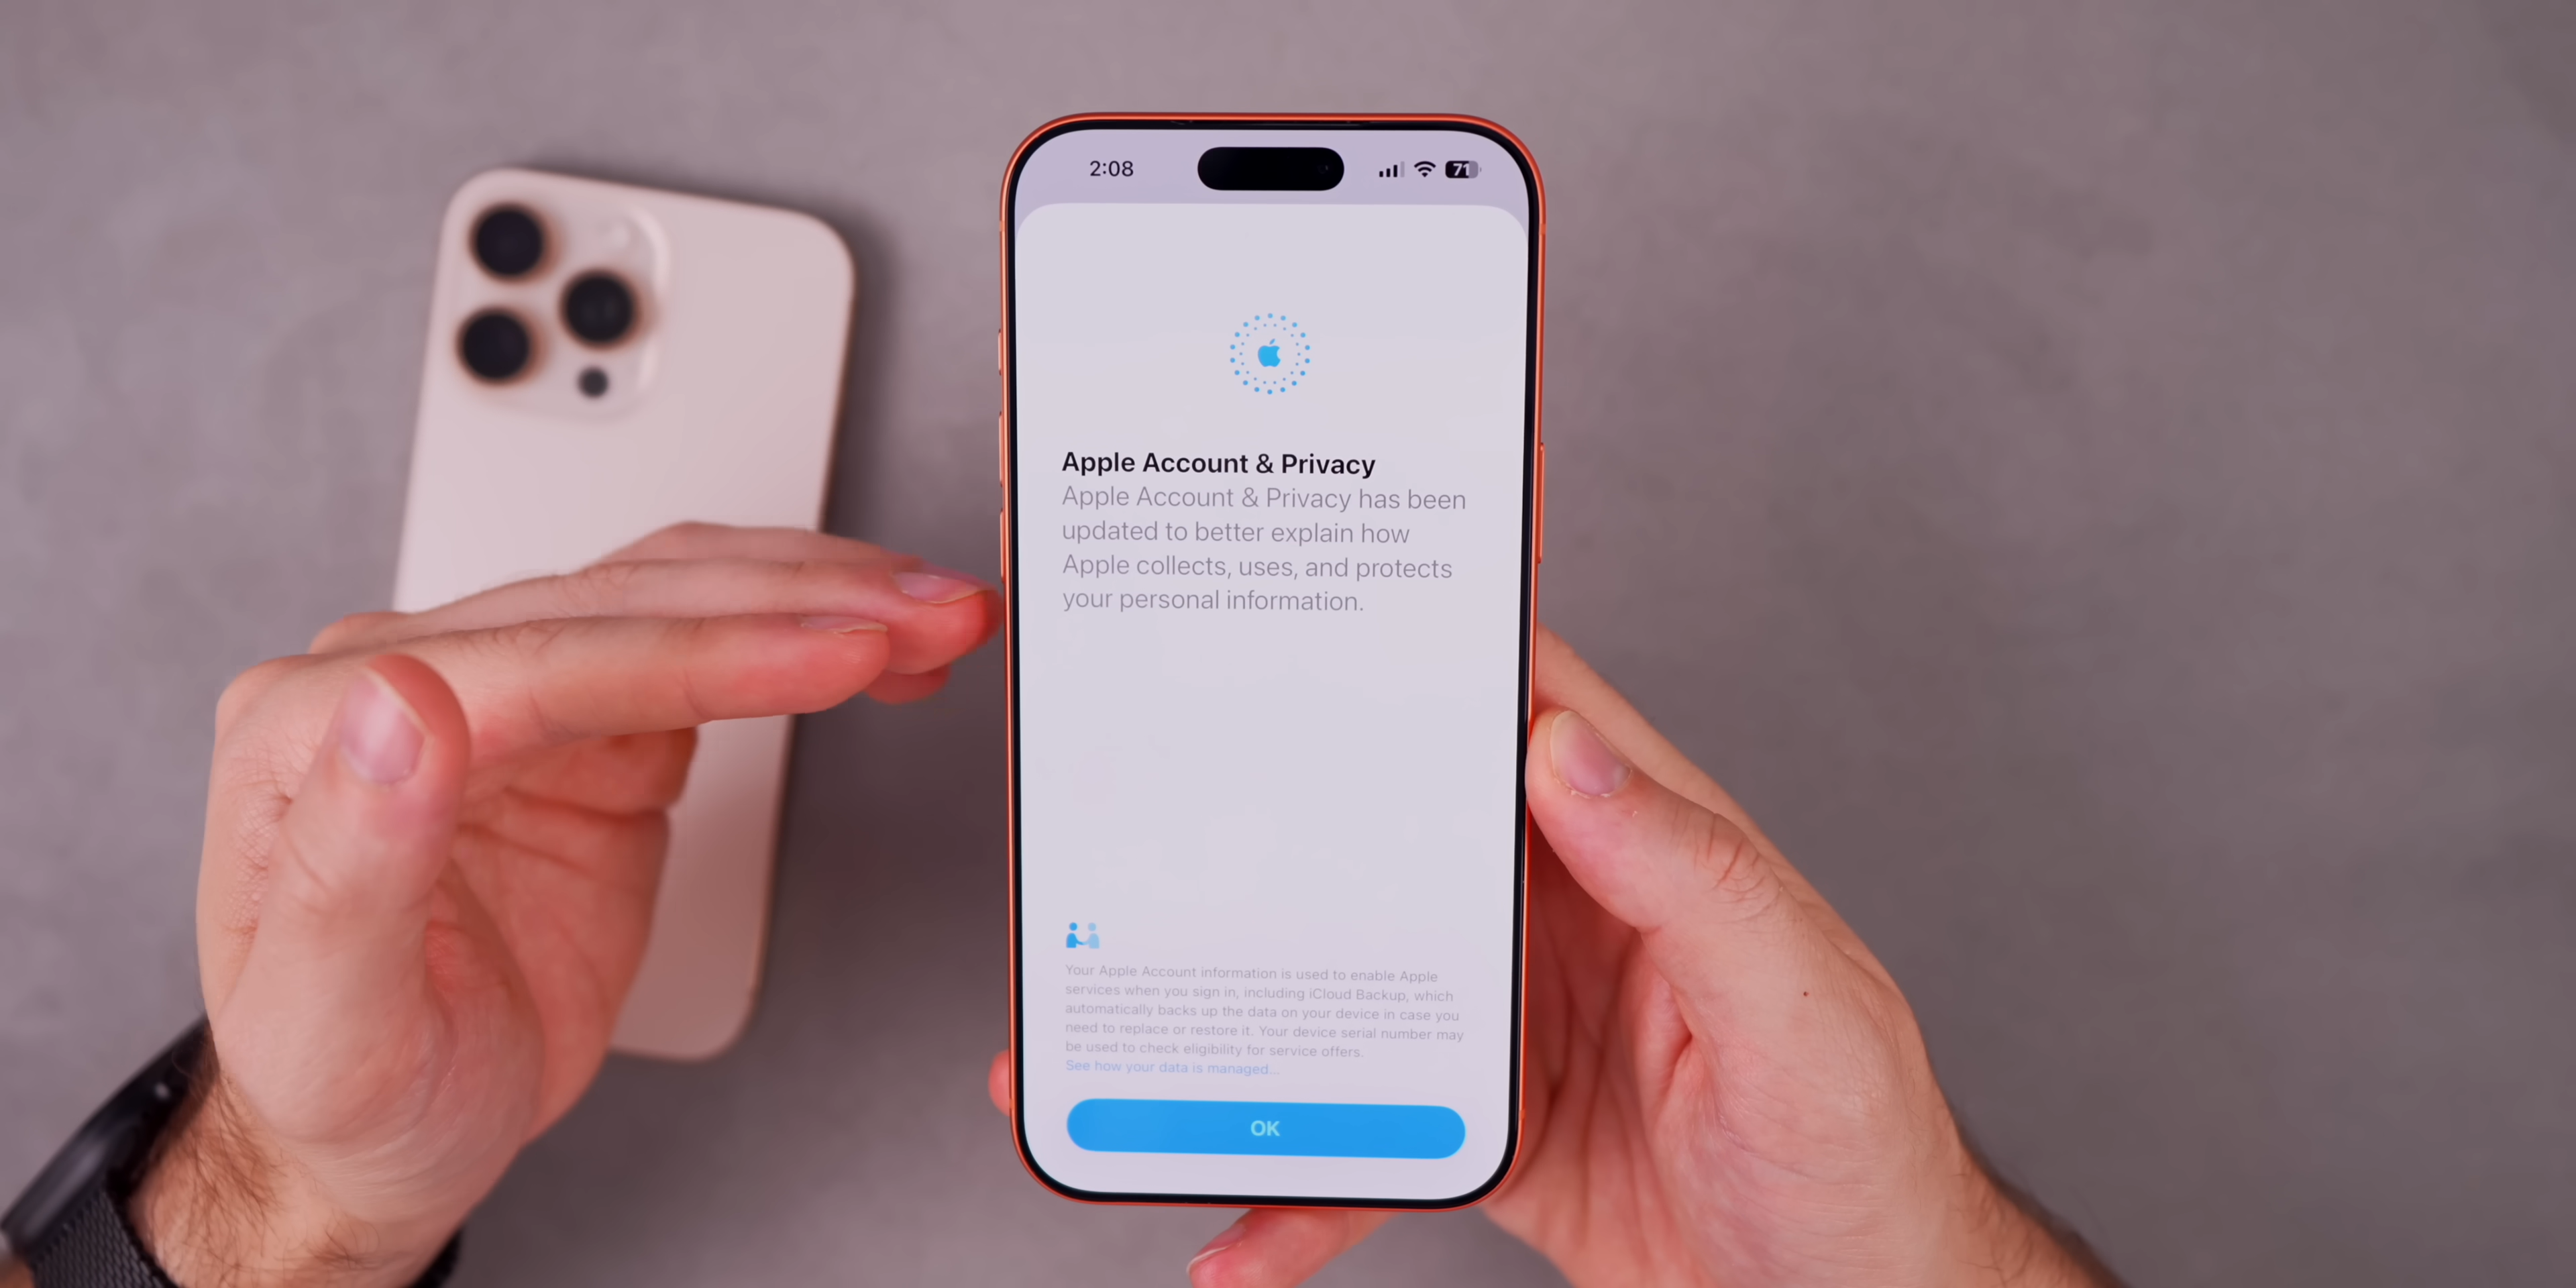 2:08
71
Apple Account & Privacy
Apple Account & Privacy has been
updated to better explain how
Apple collects, uses, and protects
your personal information.
Your Apple Account information is used to enable Apple
services when you sign in, including iCloud Backup, which
automatically backs up the data on your device in case you
need to replace or restore it. Your device serial number may
be used to check eligibility for service offers.
See how your data is managed...
OK